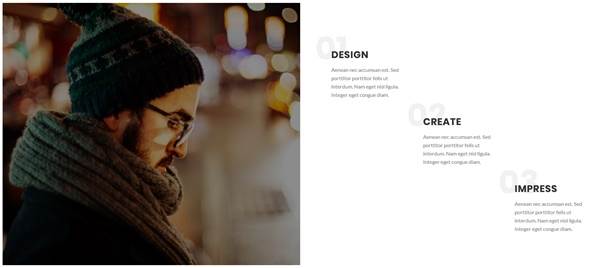 01
DESIGN
Aenean nec accumsan est. Sed
porttitor porttitor felis ut
interdum. Nam eget nisl ligula.
Integer eget congue diam.
02
CREATE
Aenean nec accumsan est. Sed
porttitor porttitor felis ut
interdum. Nam eget nisl ligula.
Integer eget congue diam.
03
IMPRESS
Aenean nec accumsan est. Sed
porttitor porttitor felis ut
interdum. Nam eget nisl ligula.
Integer eget congue diam.